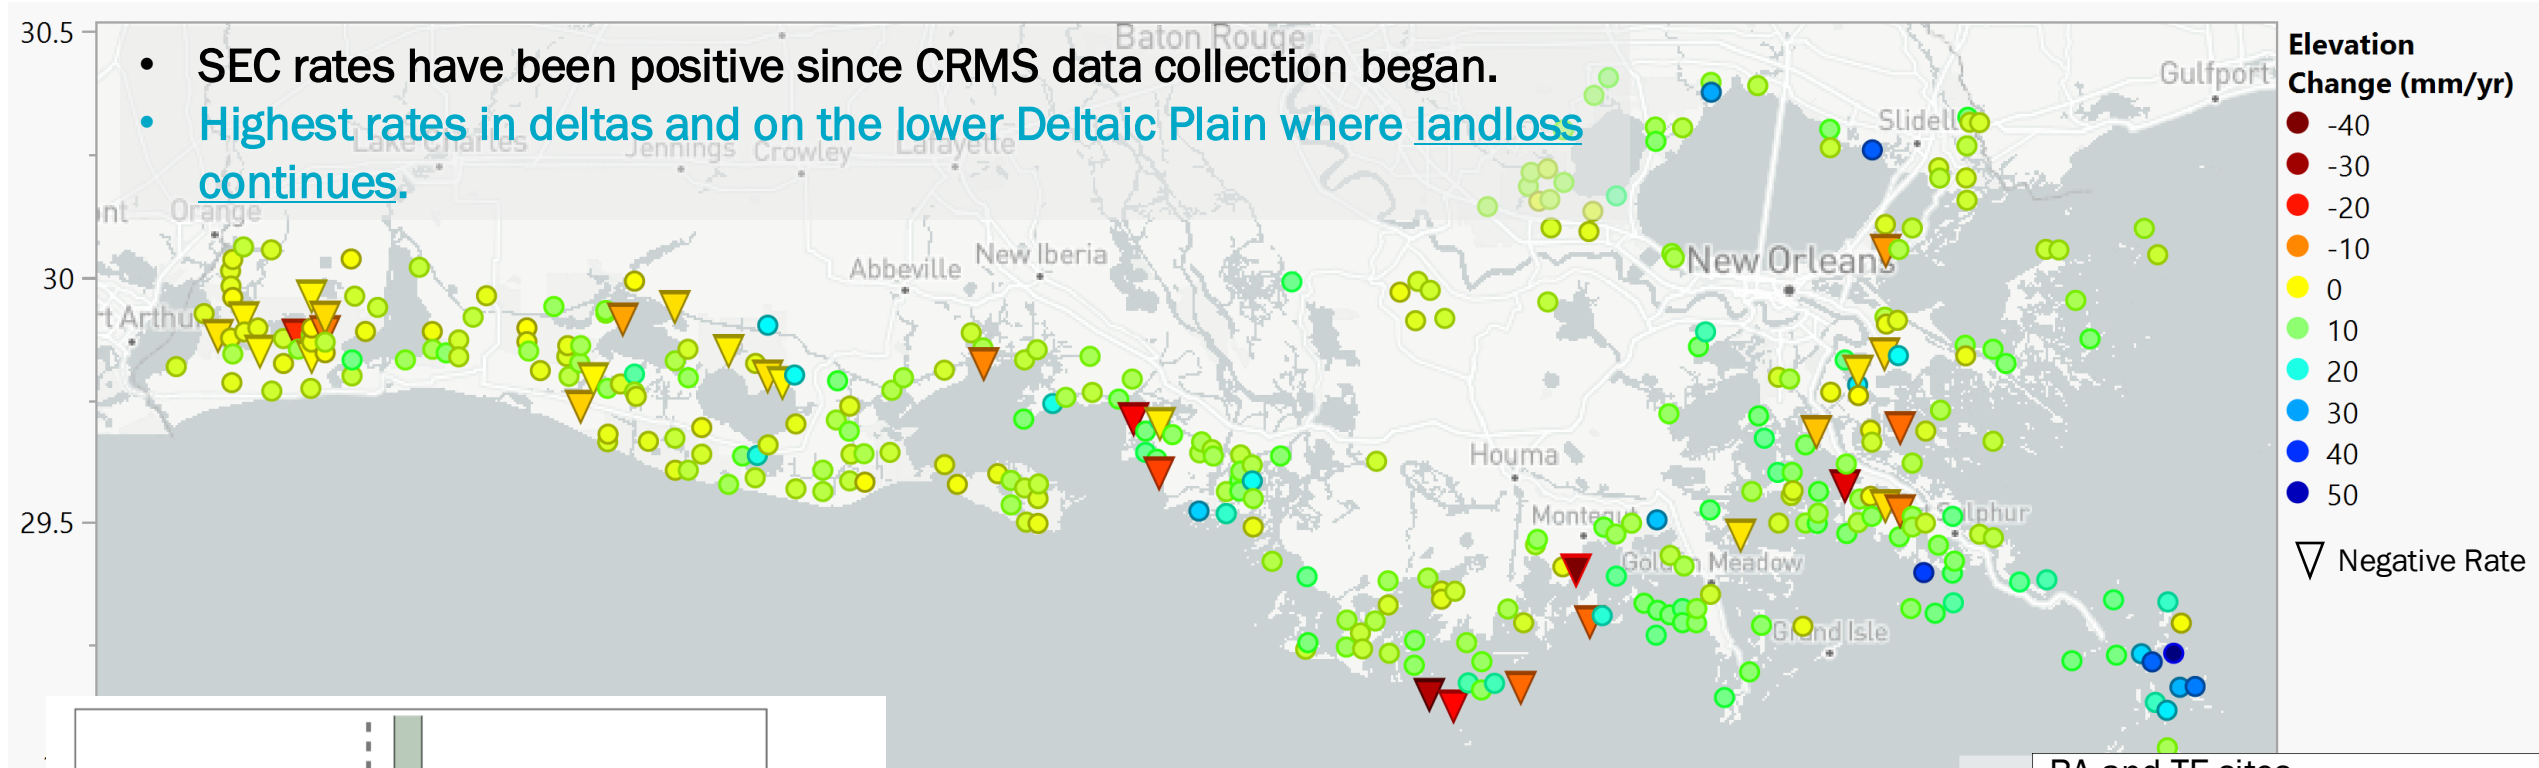 30.5
• SEC rates have been positive since CRMS data collection began.
• Highest rates in deltas and on the lower Deltaic Plain where landloss
continues.
Baton Rouge
Gulfport
Slidell
Lake Charles
Jennings
Crowley
Lafayette
Orange
30
Abbeville
New Iberia
New Orleans
rt Arthu
Houma
29.5
Montegut
Sulphur
Golden Meadow
Grand Isle
Elevation
Change (mm/yr)
-40
-30
-20
-10
0
10
20
30
40
50
Negative Rate